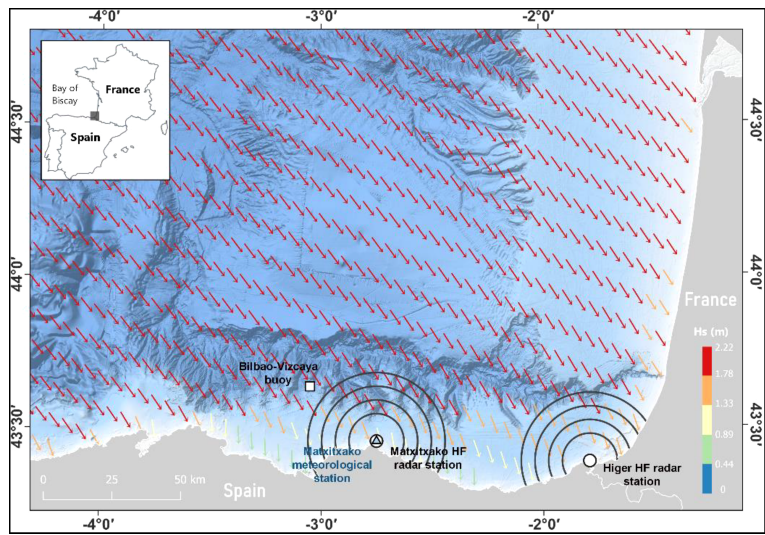 -4°0' -3°0' -2°0'
Bay of
Biscay
France
Spain
44°30' 44°30'
44°0' 44°0'
France
Hs (m)
2.22
1.78
1.33
0.89
0.44
0
Bilbao-Vizcaya
buoy
43°30' 43°30'
Matxitxako
meteorological
station
Matxitxako HF
radar station
Higer HF radar
station
0 25 50 km
Spain
-4°0' -3°0' -2°0'